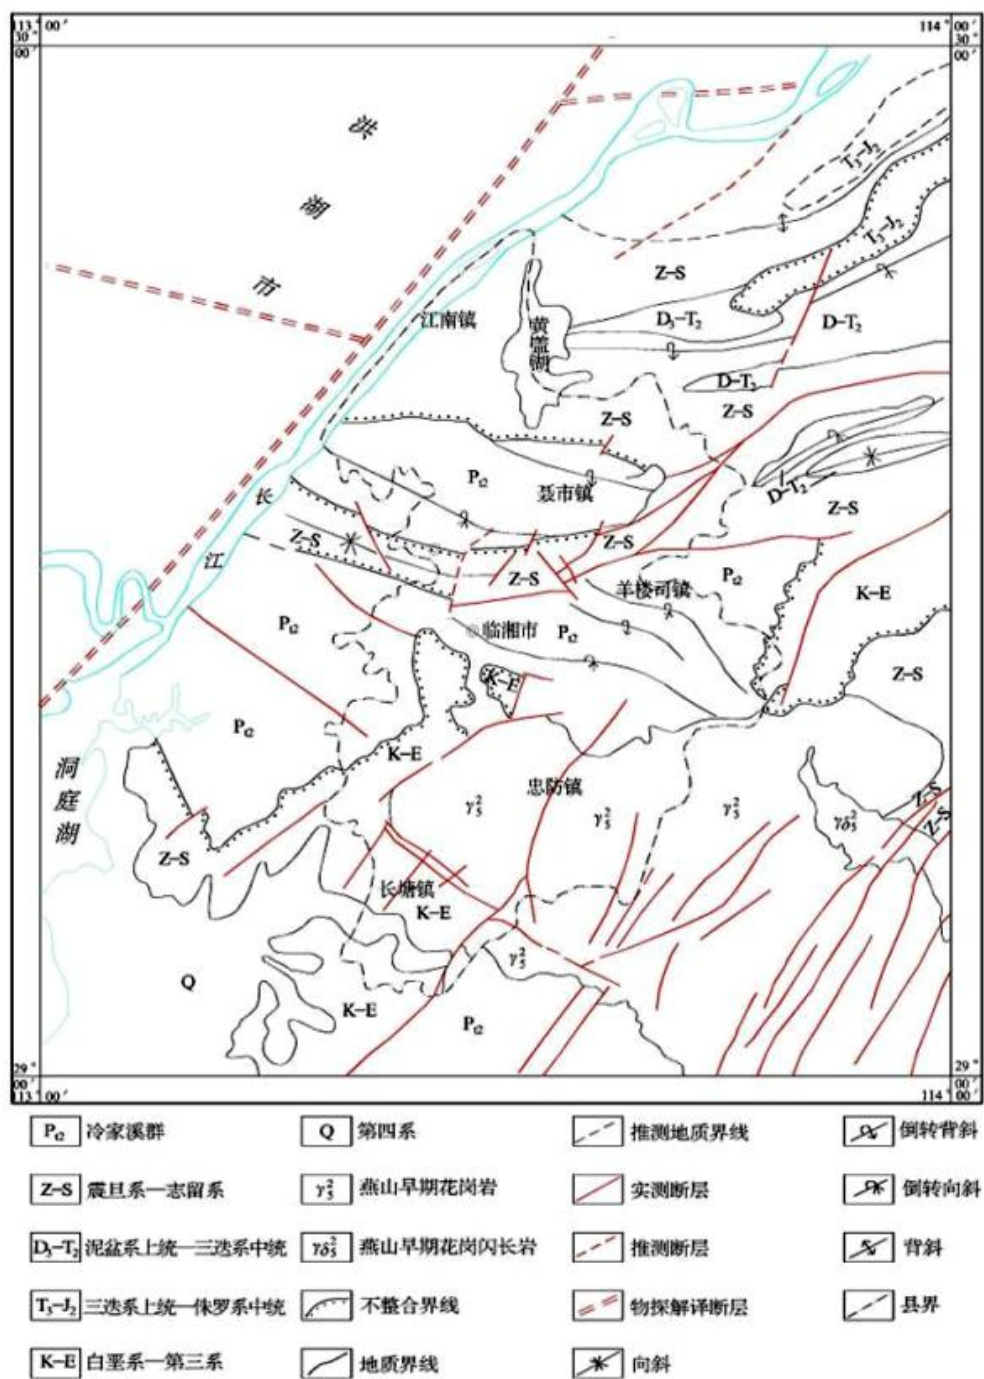 113°00′
30°
00′
114°00′
30°
00′
洪
湖
市
T₃-J₂
T₃-J₂
Z-S
江南镇
黄盖湖
D₃-T₂
D-T₂
D-T₂
Z-S
Z-S
Pt2
聂市镇
D-T₂
长
江
Z-S
Z-S
Z-S
Z-S
羊楼司镇
Pt2
K-E
Pt2
临湘市
Pt2
Z-S
K-E
Pt2
K-E
洞庭湖
忠防镇
γ₅²
γ₅²
γ₅²
γδ₅²
Z-S
Z-S
Z-S
长塘镇
K-E
γ₅²
Q
K-E
Pt2
29°
00′
113°00′
29°
00′
114°00′
Pt2 冷家溪群
Q 第四系
推测地质界线
倒转背斜
Z-S 震旦系—志留系
γ₅² 燕山早期花岗岩
实测断层
倒转向斜
D₃-T₂ 泥盆系上统—三迭系中统
γδ₅² 燕山早期花岗闪长岩
推测断层
背斜
T₃-J₂ 三迭系上统—侏罗系中统
不整合界线
物探解译断层
县界
K-E 白垩系—第三系
地质界线
向斜